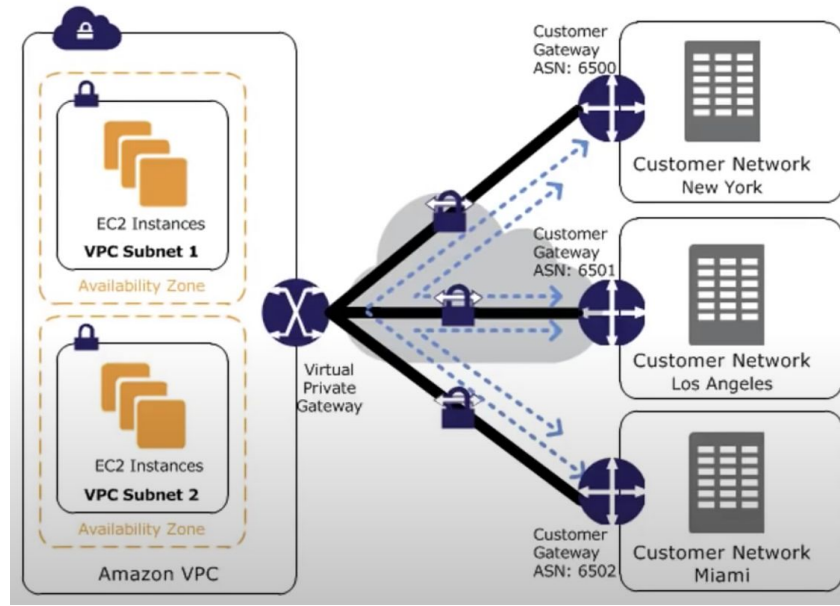 EC2 Instances
VPC Subnet 1
Availability Zone
EC2 Instances
VPC Subnet 2
Availability Zone
Amazon VPC
Virtual
Private
Gateway
Customer
Gateway
ASN: 6500
Customer Network
New York
Customer
Gateway
ASN: 6501
Customer Network
Los Angeles
Customer
Gateway
ASN: 6502
Customer Network
Miami